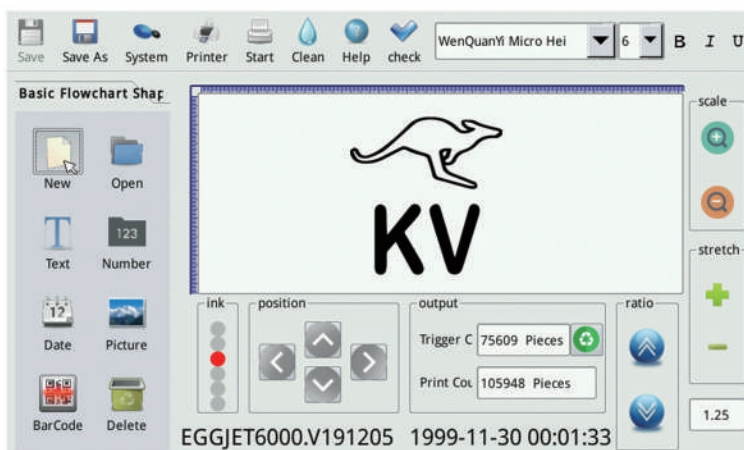 WenQuanYi Micro Hei 6 B I U
Save Save As System Printer Start Clean Help check
Basic Flowchart Shap
scale
New Open
KV
Text 123 Number
stretch
ink position output ratio
12
Date Picture
Trigger C 75609 Pieces
Print Cou 105948 Pieces
BarCode Delete
1.25
EGGJET6000.V191205 1999-11-30 00:01:33